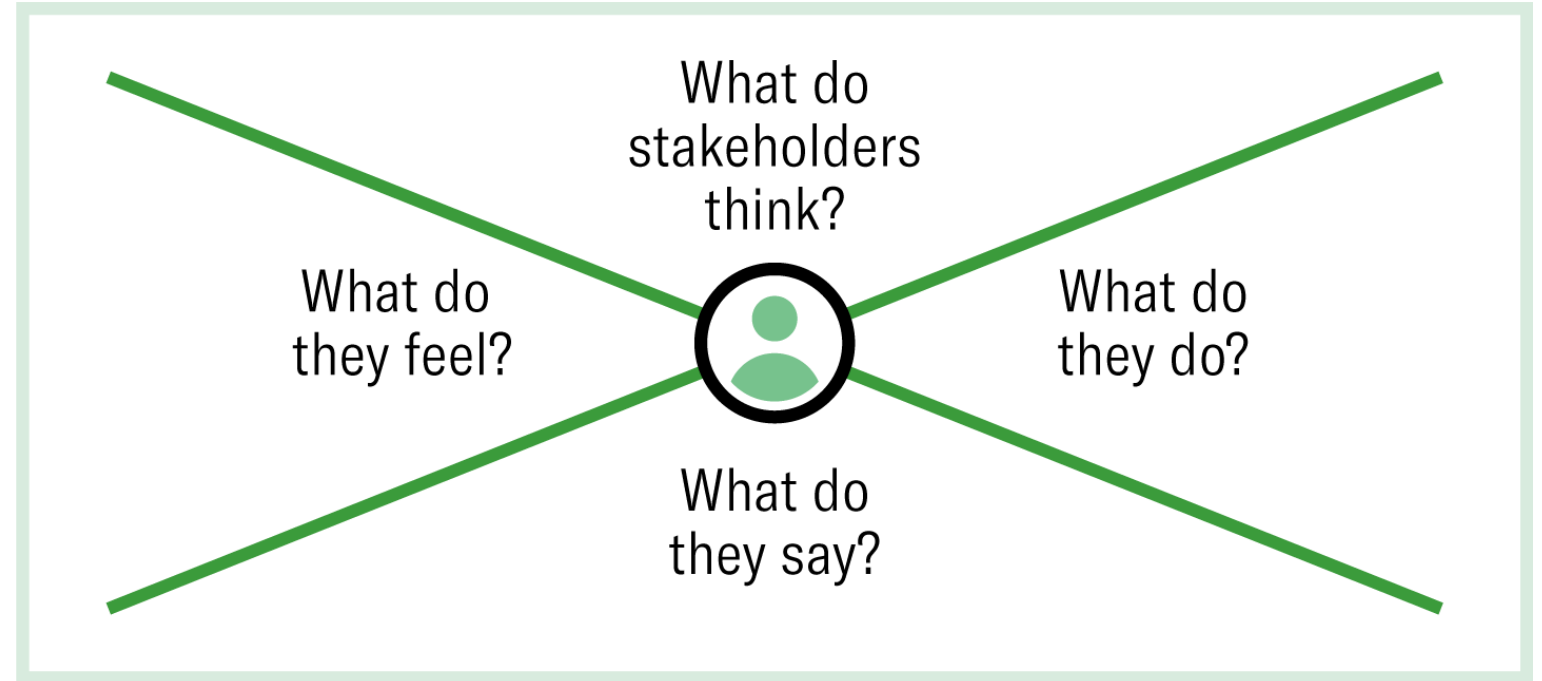 What do
stakeholders
think?
What do
they feel?
What do
they do?
What do
they say?